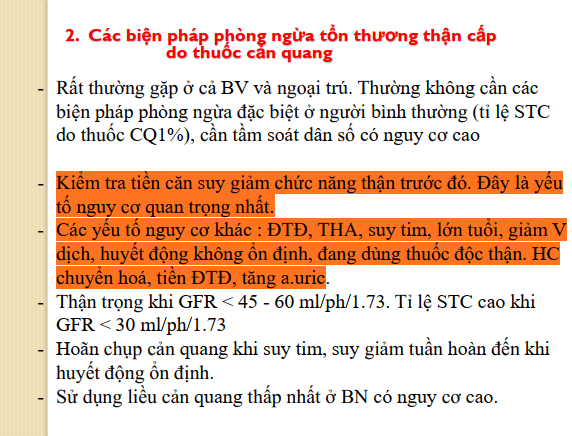 2. Các biện pháp phòng ngừa tổn thương thận cấp
do thuốc cản quang
- Rất thường gặp ở cả BV và ngoại trú. Thường không cần các
biện pháp phòng ngừa đặc biệt ở người bình thường (tỉ lệ STC
do thuốc CQ1%), cần tầm soát dân số có nguy cơ cao
- Kiểm tra tiền căn suy giảm chức năng thận trước đó. Đây là yếu
tố nguy cơ quan trọng nhất.
- Các yếu tố nguy cơ khác : ĐTĐ, THA, suy tim, lớn tuổi, giảm V
dịch, huyết động không ổn định, đang dùng thuốc độc thận. HC
chuyển hoá, tiền ĐTĐ, tăng a.uric.
- Thận trọng khi GFR < 45 - 60 ml/ph/1.73. Tỉ lệ STC cao khi
GFR < 30 ml/ph/1.73
- Hoãn chụp cản quang khi suy tim, suy giảm tuần hoàn đến khi
huyết động ổn định.
- Sử dụng liều cản quang thấp nhất ở BN có nguy cơ cao.